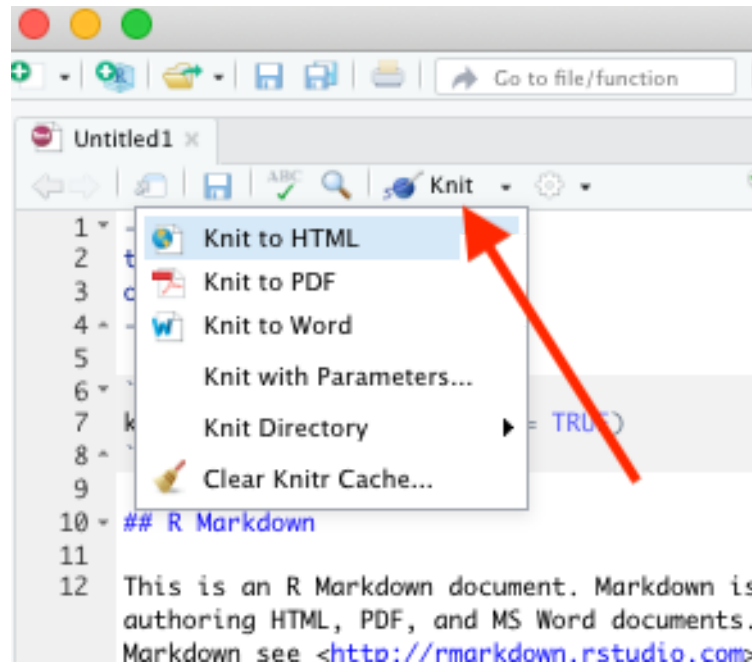 Go to file/function
Untitled1
ABC
Knit
1 -
2 t
3
4 -
5
6 `
7 k = TRUE)
8 `
9
10 ## R Markdown
11
12 This is an R Markdown document. Markdown is
authoring HTML, PDF, and MS Word documents.
Markdown see <http://rmarkdown.rstudio.com>
Knit to HTML
Knit to PDF
Knit to Word
Knit with Parameters...
Knit Directory
Clear Knitr Cache...